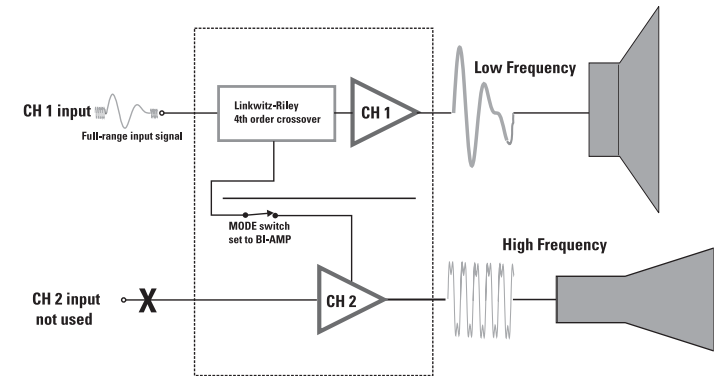 Low Frequency
CH 1 input
Full-range input signal
Linkwitz-Riley
4th order crossover
CH 1
MODE switch
set to BI-AMP
High Frequency
CH 2 input
not used
CH 2